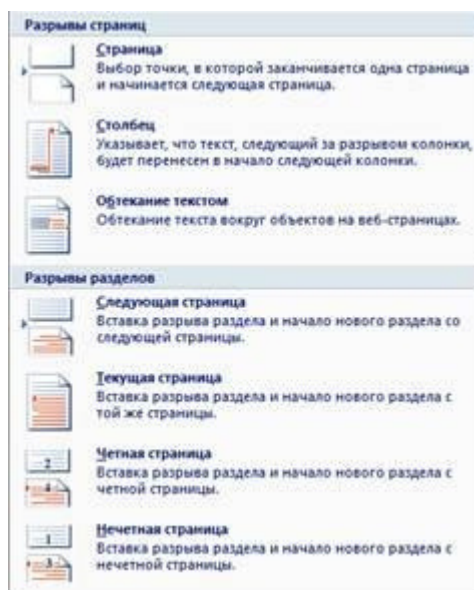 Разрывы страниц
Страница
Выбор точки, в которой заканчивается одна страница
и начинается следующая страница.
Столбец
Указывает, что текст, следующий за разрывом колонки,
будет перенесен в начало следующей колонки.
Обтекание текстом
Обтекание текста вокруг объектов на веб-страницах.
Разрывы разделов
Следующая страница
Вставка разрыва раздела и начало нового раздела со
следующей страницы.
Текущая страница
Вставка разрыва раздела и начало нового раздела с
той же страницы.
2
4
Четная страница
Вставка разрыва раздела и начало нового раздела с
четной страницы.
1
3
Нечетная страница
Вставка разрыва раздела и начало нового раздела с
нечетной страницы.